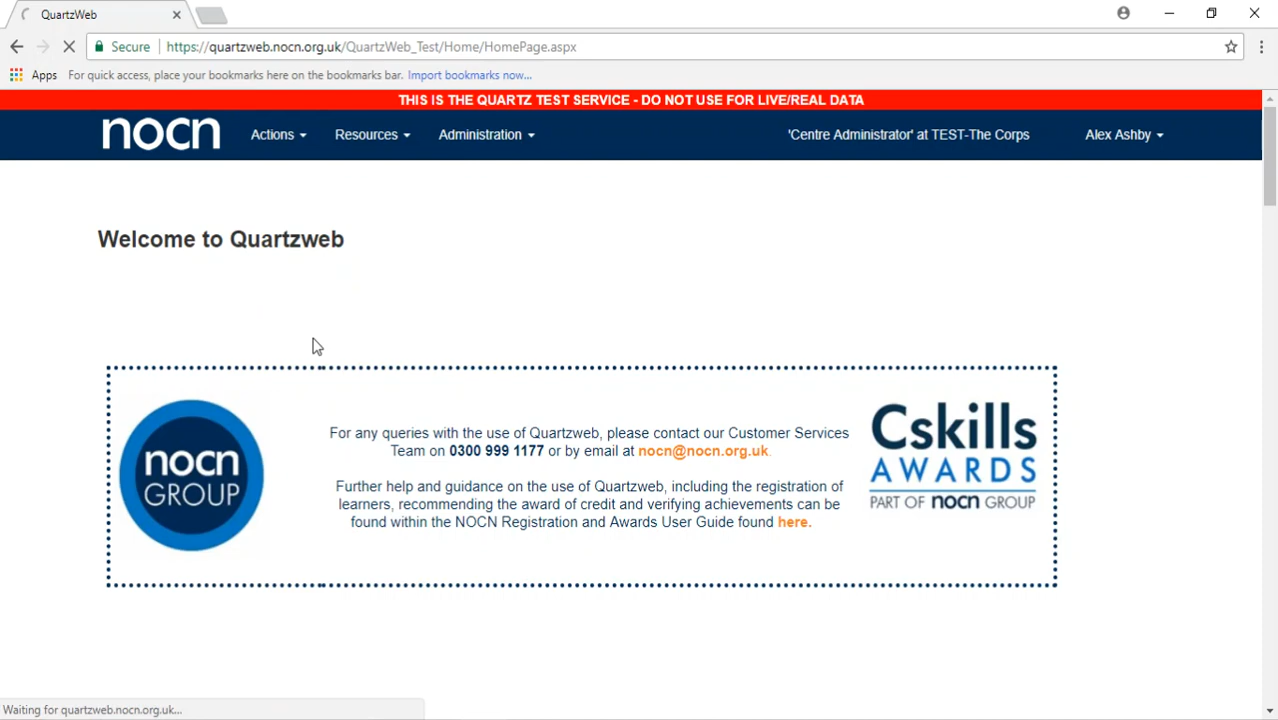 QuartzWeb
Secure https://quartzweb.nocn.org.uk/QuartzWeb_Test/Home/HomePage.aspx
Apps For quick access, place your bookmarks here on the bookmarks bar. Import bookmarks now...
THIS IS THE QUARTZ TEST SERVICE - DO NOT USE FOR LIVE/REAL DATA
nocn Actions Resources Administration 'Centre Administrator' at TEST-The Corps Alex Ashby
Welcome to Quartzweb
nocn
GROUP
For any queries with the use of Quartzweb, please contact our Customer Services
Team on 0300 999 1177 or by email at nocn@nocn.org.uk.
Further help and guidance on the use of Quartzweb, including the registration of
learners, recommending the award of credit and verifying achievements can be
found within the NOCN Registration and Awards User Guide found here.
Cskills
AWARDS
PART OF nocn GROUP
Waiting for quartzweb.nocn.org.uk...